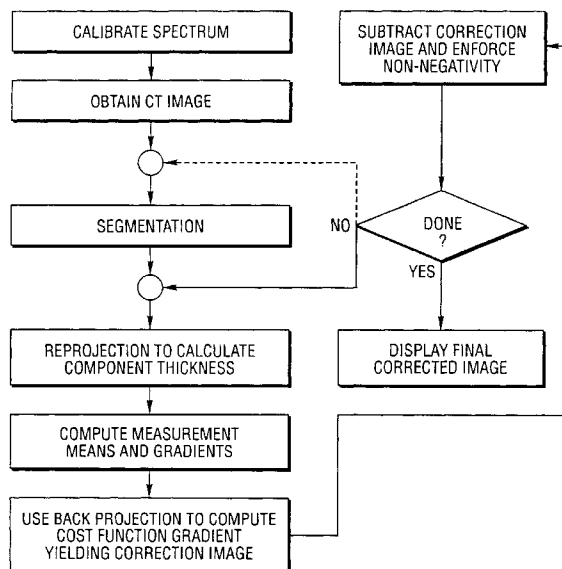 CALIBRATE SPECTRUM
OBTAIN CT IMAGE
SEGMENTATION
REPROJECTION TO CALCULATE
COMPONENT THICKNESS
COMPUTE MEASUREMENT
MEANS AND GRADIENTS
USE BACK PROJECTION TO COMPUTE
COST FUNCTION GRADIENT
YIELDING CORRECTION IMAGE
SUBTRACT CORRECTION
IMAGE AND ENFORCE
NON-NEGATIVITY
DONE
?
NO
YES
DISPLAY FINAL
CORRECTED IMAGE